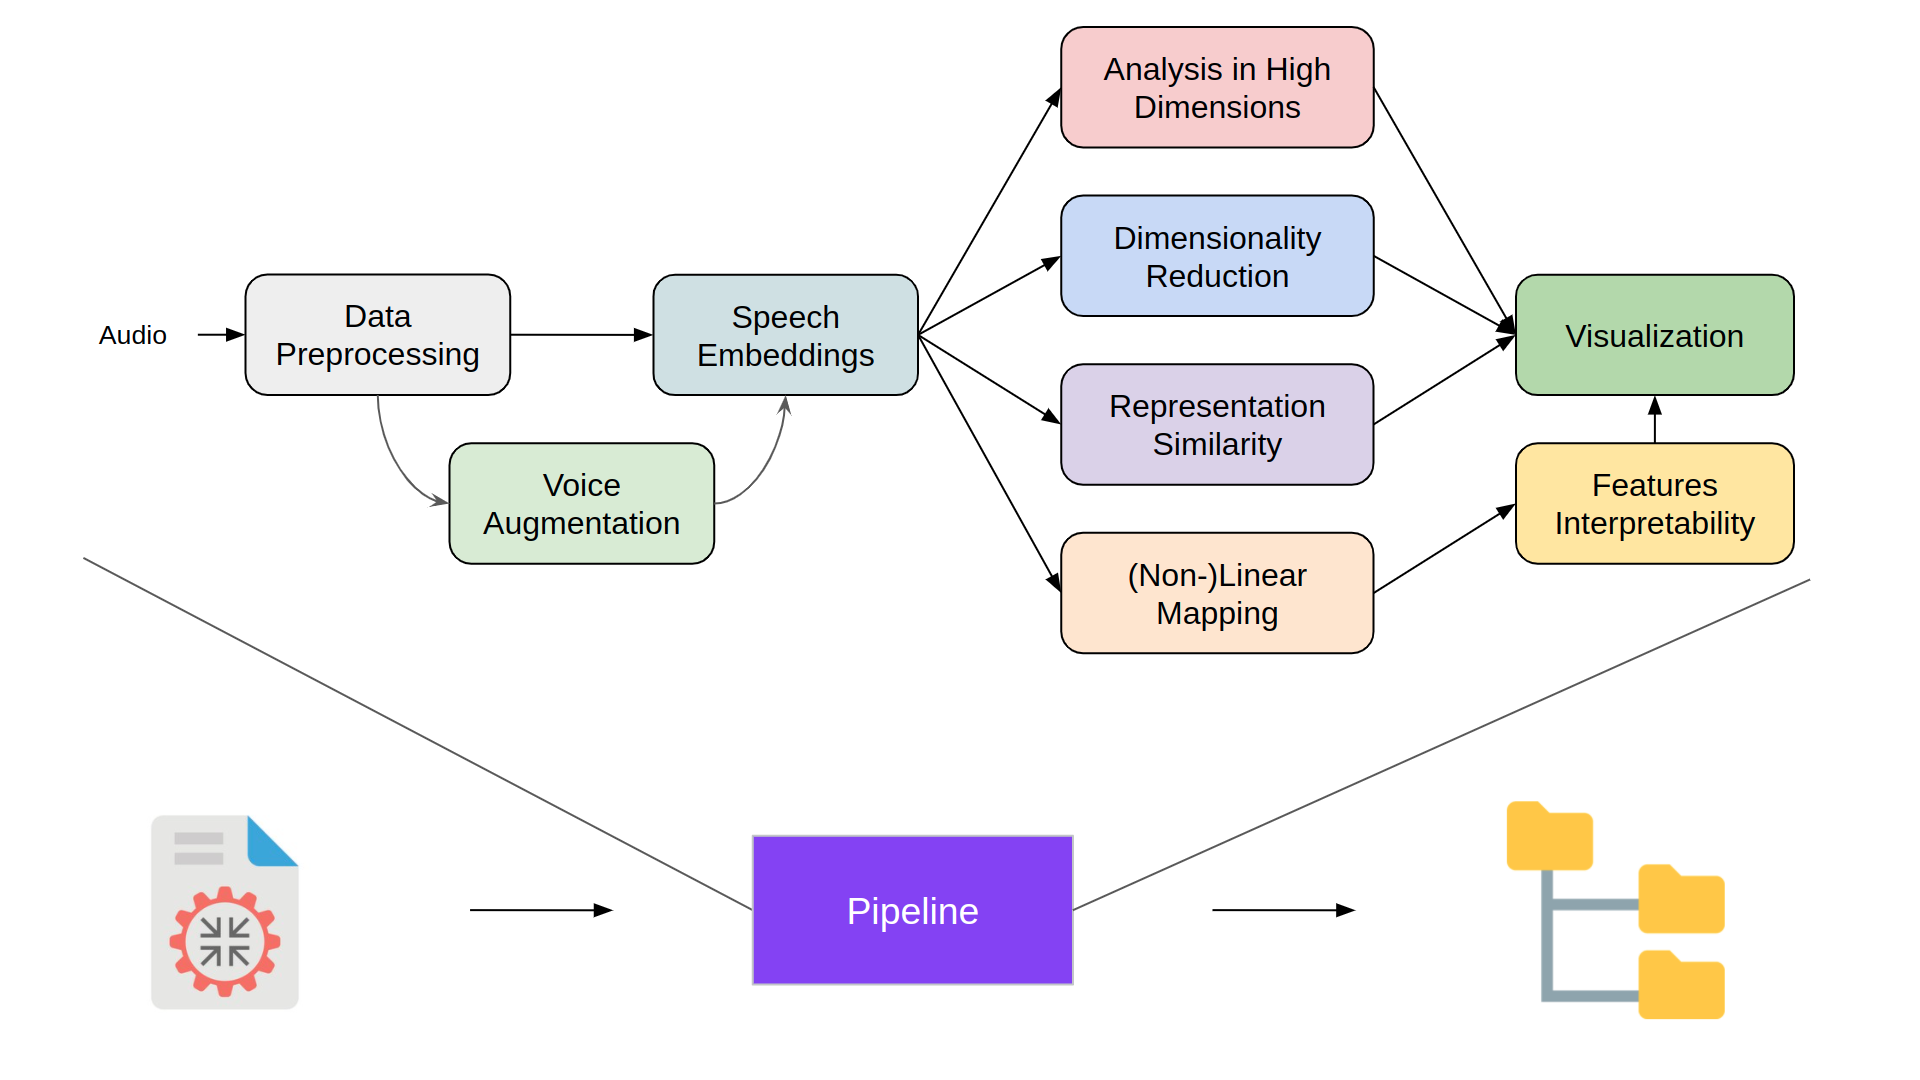 Audio
Data
Preprocessing
Voice
Augmentation
Speech
Embeddings
Analysis in High
Dimensions
Dimensionality
Reduction
Representation
Similarity
(Non-)Linear
Mapping
Visualization
Features
Interpretability
Pipeline